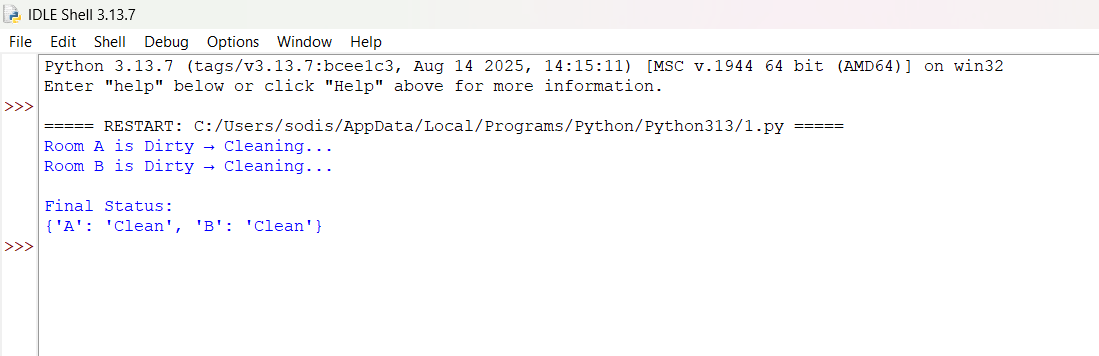 IDLE Shell 3.13.7
File Edit Shell Debug Options Window Help
Python 3.13.7 (tags/v3.13.7:bcee1c3, Aug 14 2025, 14:15:11) [MSC v.1944 64 bit (AMD64)] on win32
Enter "help" below or click "Help" above for more information.
>>>
===== RESTART: C:/Users/sodis/AppData/Local/Programs/Python/Python313/1.py =====
Room A is Dirty → Cleaning...
Room B is Dirty → Cleaning...
Final Status:
{'A': 'Clean', 'B': 'Clean'}
>>>